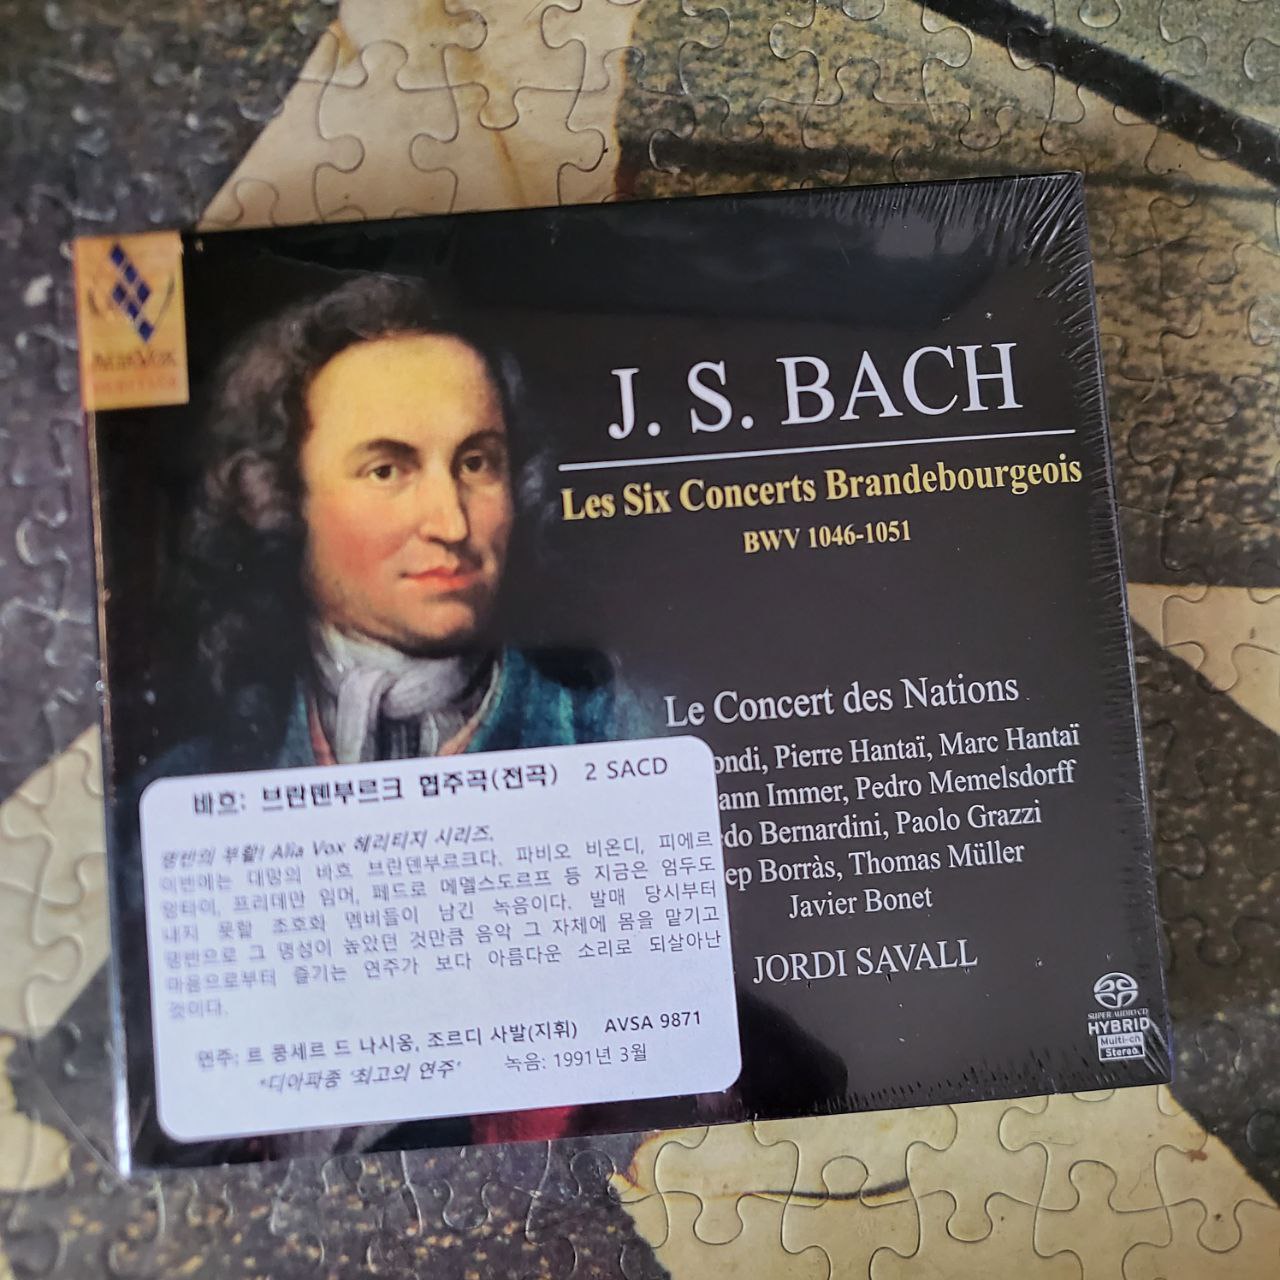 ALIA VOX
HERITAGE
J. S. BACH
Les Six Concerts Brandebourgeois
BWV 1046-1051
Le Concert des Nations
ondi, Pierre Hantaï, Marc Hantaï
ann Immer, Pedro Memelsdorff
do Bernardini, Paolo Grazzi
ep Borràs, Thomas Müller
Javier Bonet
JORDI SAVALL
SUPER AUDIO CD
HYBRID
Multi-ch
Stereo
바흐: 브란덴부르크 협주곡(전곡) 2 SACD
명반의 부활! Alia Vox 헤리티지 시리즈,
이번에는 대망의 바흐 브란덴부르크다. 파비오 비온디, 피에르
앙타이, 프리데만 임머, 페드로 메멜스도르프 등 지금은 엄두도
내지 못할 초호화 멤버들이 남긴 녹음이다. 발매 당시부터
명반으로 그 명성이 높았던 것만큼 음악 그 자체에 몸을 맡기고
마음으로부터 즐기는 연주가 보다 아름다운 소리로 되살아난
것이다.
연주: 르 콩세르 드 나시옹, 조르디 사발(지휘) AVSA 9871
*디아파종 '최고의 연주' 녹음: 1991년 3월